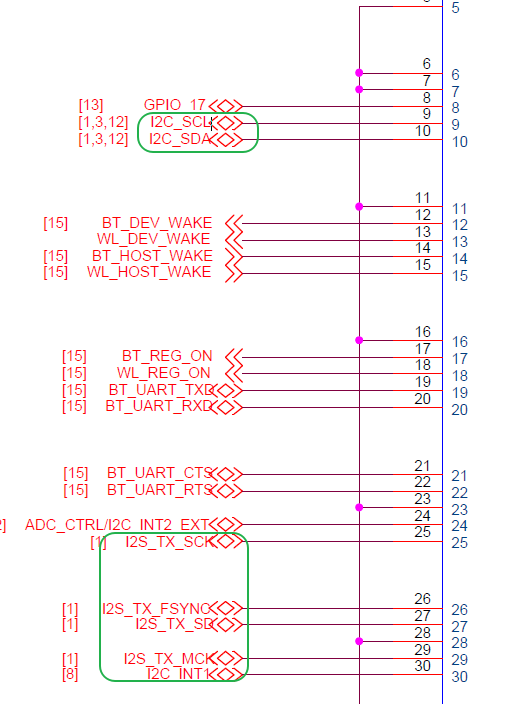 5
6 6
7 7
[13] GPIO_17 8 8
[1,3,12] I2C_SCL 9 9
[1,3,12] I2C_SDA 10 10
11 11
[15] BT_DEV_WAKE 12 12
WL_DEV_WAKE 13 13
[15] BT_HOST_WAKE 14 14
[15] WL_HOST_WAKE 15 15
16 16
[15] BT_REG_ON 17 17
[15] WL_REG_ON 18 18
[15] BT_UART_TXD 19 19
[15] BT_UART_RXD 20 20
[15] BT_UART_CTS 21 21
[15] BT_UART_RTS 22 22
23 23
] ADC_CTRL/I2C_INT2_EXT 24 24
[1] I2S_TX_SCK 25 25
[1] I2S_TX_FSYNC 26 26
[1] I2S_TX_SD 27 27
28 28
[1] I2S_TX_MCK 29 29
[8] I2C_INT1 30 30